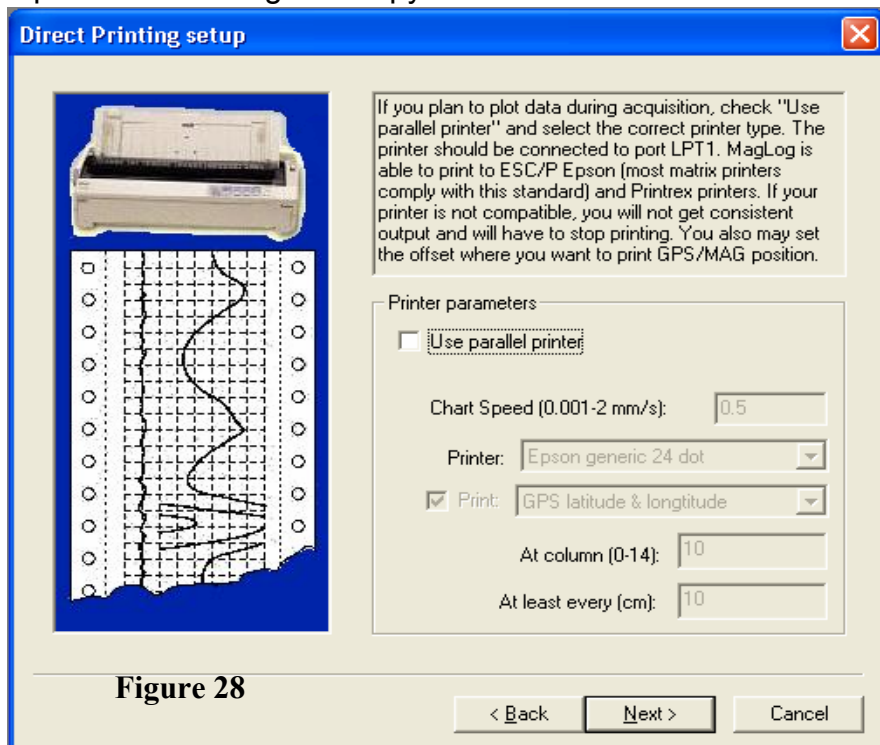 Direct Printing setup
If you plan to plot data during acquisition, check "Use
parallel printer" and select the correct printer type. The
printer should be connected to port LPT1. MagLog is
able to print to ESC/P Epson (most matrix printers
comply with this standard) and Printrex printers. If your
printer is not compatible, you will not get consistent
output and will have to stop printing. You also may set
the offset where you want to print GPS/MAG position.
Printer parameters
Use parallel printer
Chart Speed (0.001-2 mm/s): 0.5
Printer: Epson generic 24 dot
Print: GPS latitude & longtitude
At column (0-14): 10
At least every (cm): 10
Figure 28
< Back Next > Cancel